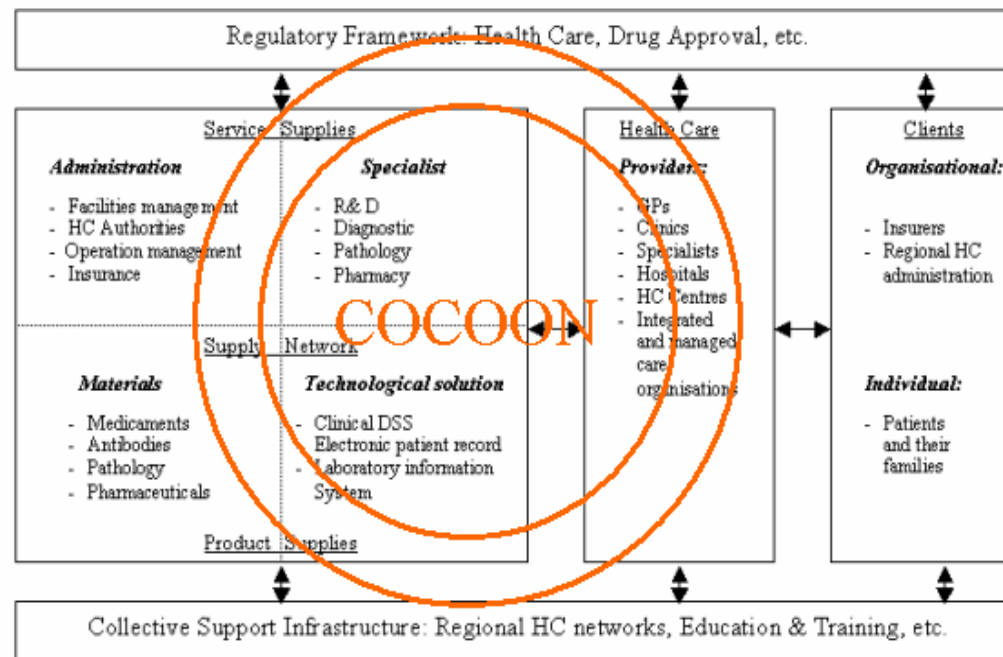 Regulatory Framework: Health Care, Drug Approval, etc.
Service Supplies
Administration
- Facilities management
- HC Authorities
- Operation management
- Insurance
Specialist
- R& D
- Diagnostic
- Pathology
- Pharmacy
COCOON
Supply Network
Materials
- Medicaments
- Antibodies
- Pathology
- Pharmaceuticals
Technological solution
- Clinical DSS
Electronic patient record
- Laboratory information
System
Product Supplies
Health Care
Providers:
- GPs
- Clinics
- Specialists
- Hospitals
- HC Centres
- Integrated
and managed
care
organisations
Clients
Organisational:
- Insurers
- Regional HC
administration
Individual:
- Patients
and their
families
Collective Support Infrastructure: Regional HC networks, Education & Training, etc.